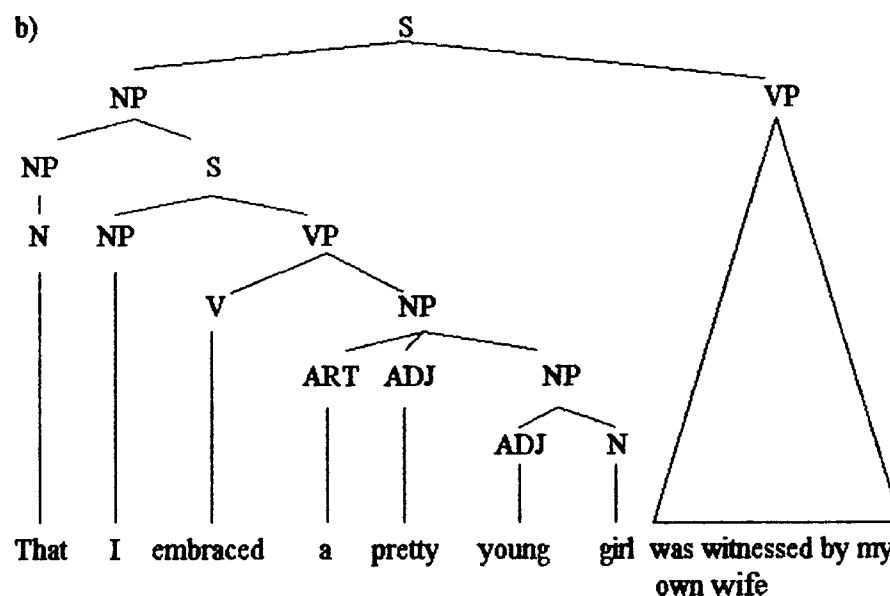 b)
S
NP VP
NP S
N NP VP
V NP
ART ADJ NP
ADJ N
That I embraced a pretty young girl was witnessed by my
own wife